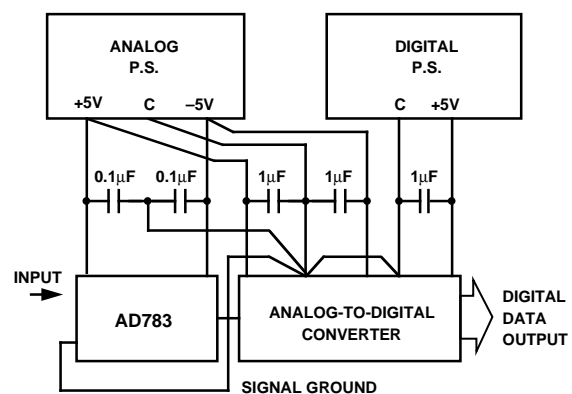 ANALOG
P.S.
DIGITAL
P.S.
+5V C –5V
C +5V
0.1µF 0.1µF 1µF 1µF 1µF
INPUT
AD783
ANALOG-TO-DIGITAL
CONVERTER
DIGITAL
DATA
OUTPUT
SIGNAL GROUND